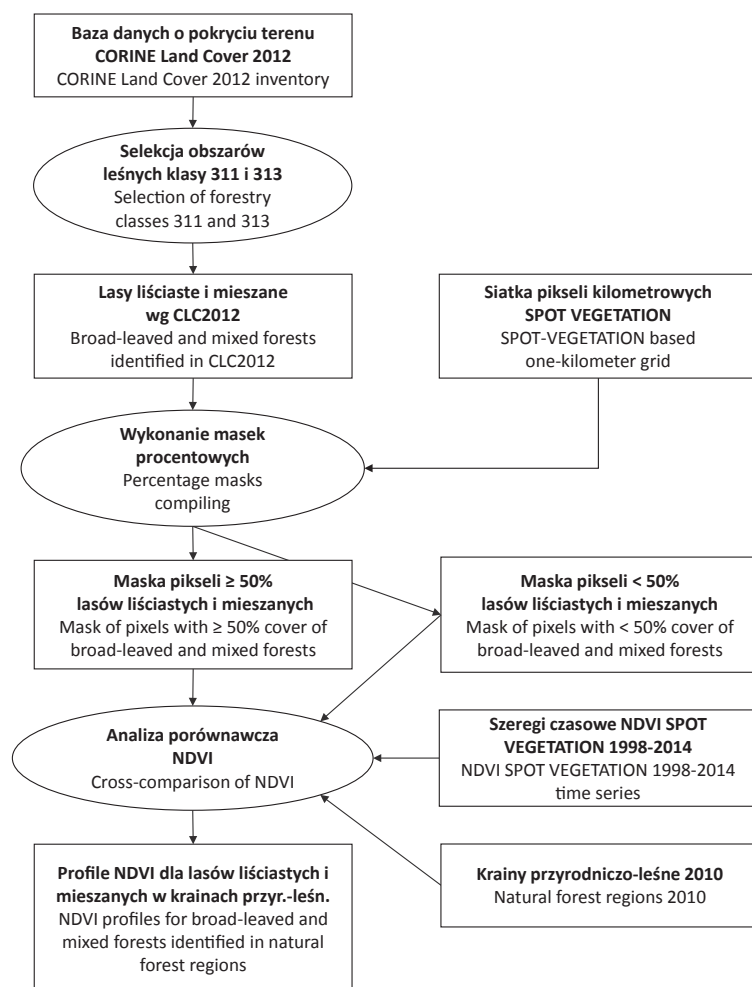 Baza danych o pokryciu terenu
CORINE Land Cover 2012
CORINE Land Cover 2012 inventory
Selekcja obszarów
leśnych klasy 311 i 313
Selection of forestry
classes 311 and 313
Lasy liściaste i mieszane
wg CLC2012
Broad-leaved and mixed forests
identified in CLC2012
Siatka pikseli kilometrowych
SPOT VEGETATION
SPOT-VEGETATION based
one-kilometer grid
Wykonanie masek
procentowych
Percentage masks
compiling
Maska pikseli ≥ 50%
lasów liściastych i mieszanych
Mask of pixels with ≥ 50% cover of
broad-leaved and mixed forests
Maska pikseli < 50%
lasów liściastych i mieszanych
Mask of pixels with < 50% cover of
broad-leaved and mixed forests
Analiza porównawcza
NDVI
Cross-comparison of NDVI
Szeregi czasowe NDVI SPOT
VEGETATION 1998-2014
NDVI SPOT VEGETATION 1998-2014
time series
Profile NDVI dla lasów liściastych i
mieszanych w krainach przyr.-leśn.
NDVI profiles for broad-leaved and
mixed forests identified in natural
forest regions
Krainy przyrodniczo-leśne 2010
Natural forest regions 2010